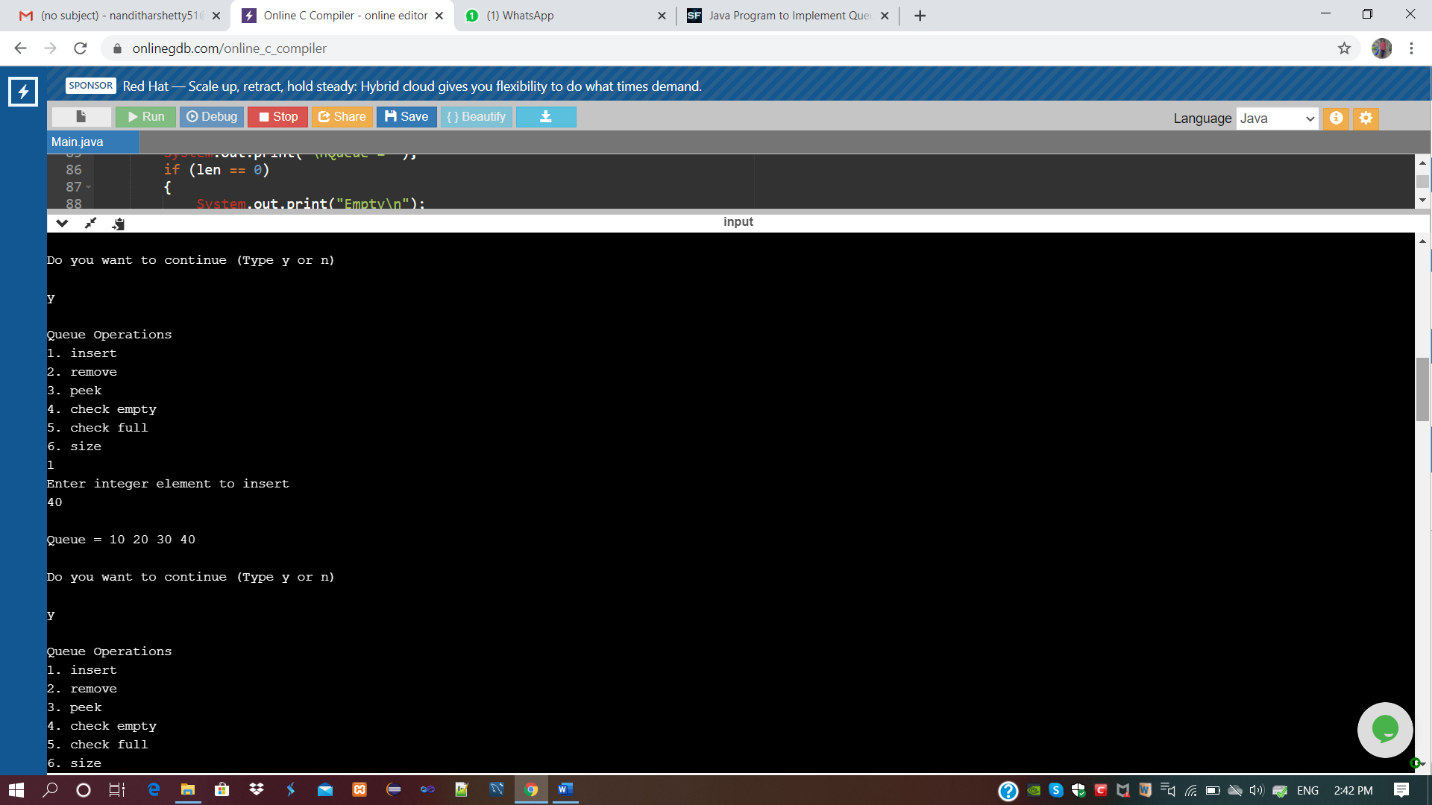 (no subject) - nanditharshetty51
Online C Compiler - online editor
(1) WhatsApp
SF Java Program to Implement Que
onlinegdb.com/online_c_compiler
SPONSOR Red Hat — Scale up, retract, hold steady: Hybrid cloud gives you flexibility to do what times demand.
Run Debug Stop Share Save { } Beautify
Language Java
Main.java
85 System.out.print("\nQueue = ");
86 if (len == 0)
87 {
88 System.out.print("Empty\n");
input
Do you want to continue (Type y or n)
y
Queue Operations
1. insert
2. remove
3. peek
4. check empty
5. check full
6. size
1
Enter integer element to insert
40
Queue = 10 20 30 40
Do you want to continue (Type y or n)
y
Queue Operations
1. insert
2. remove
3. peek
4. check empty
5. check full
6. size
ENG 2:42 PM